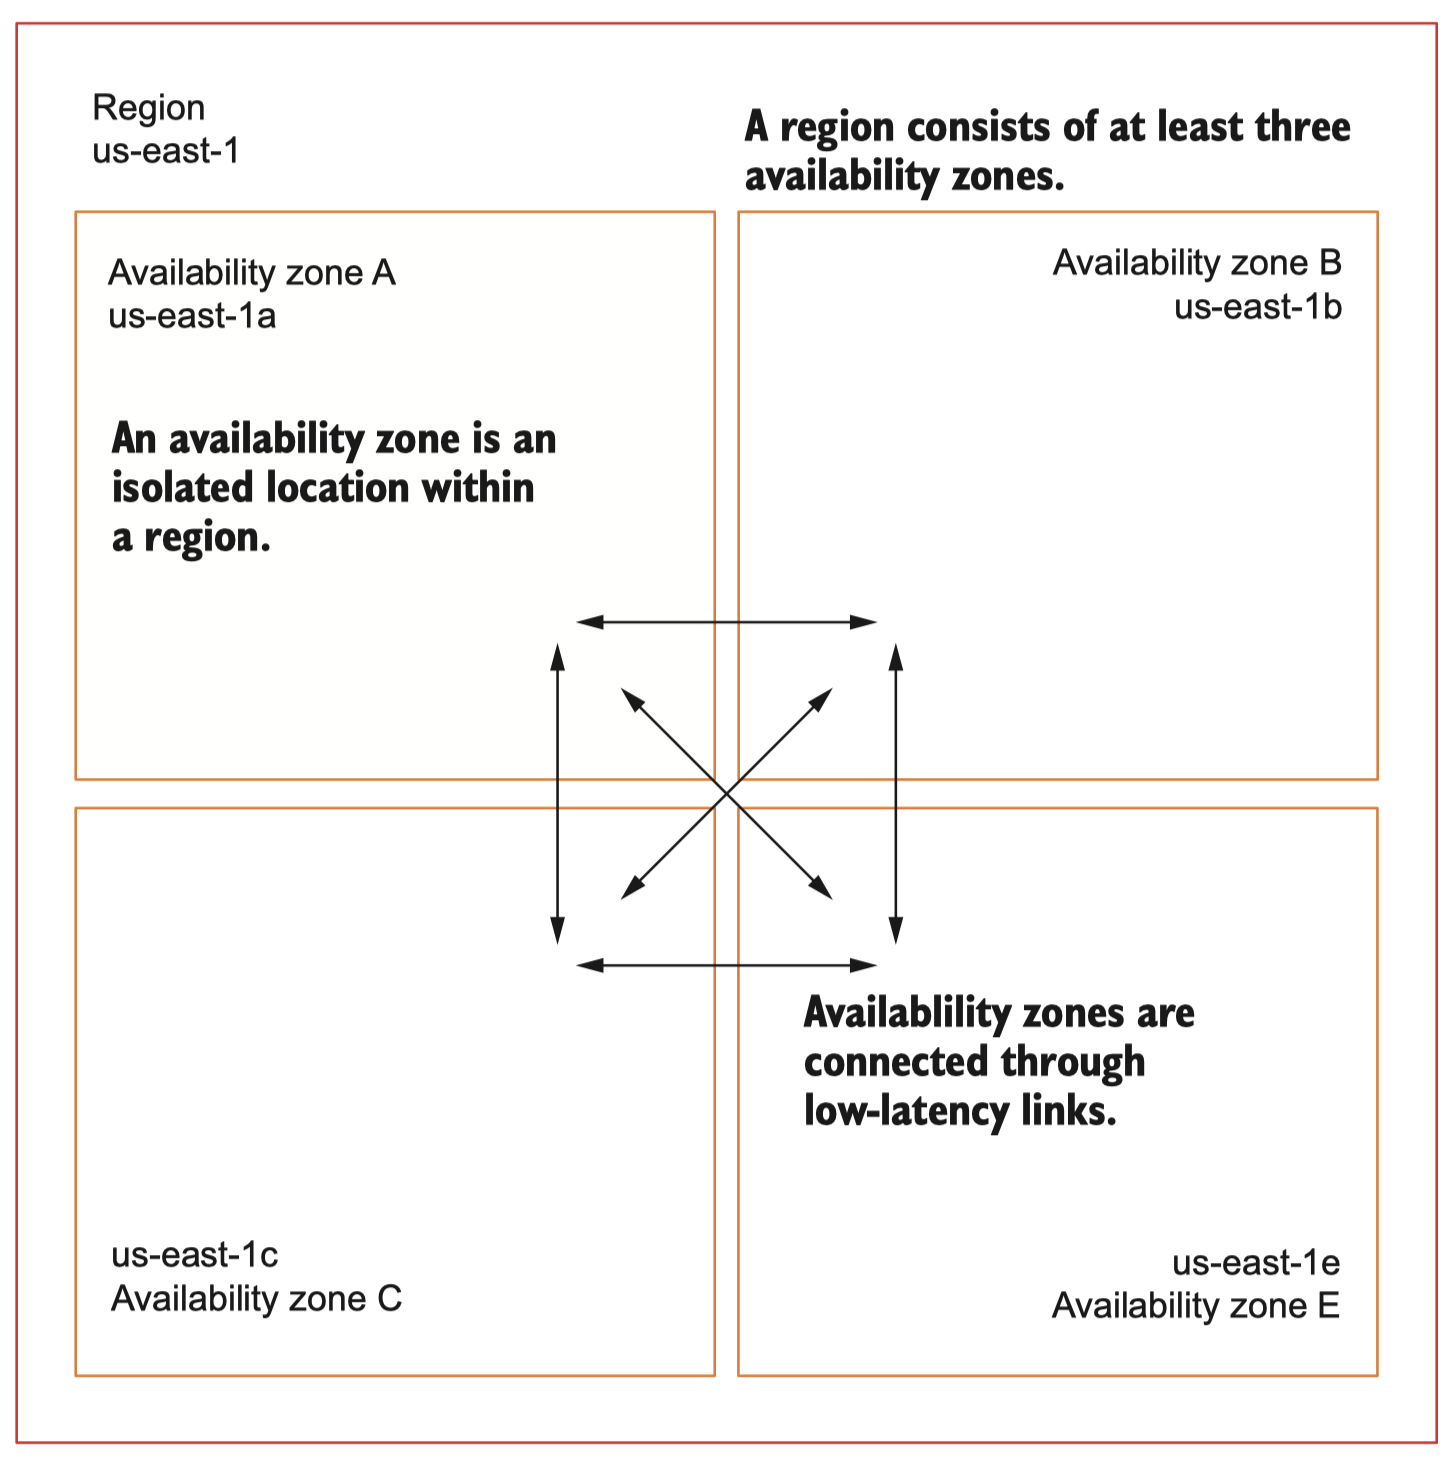 Region
us-east-1
A region consists of at least three
availability zones.
Availability zone A
us-east-1a
Availability zone B
us-east-1b
An availability zone is an
isolated location within
a region.
Availablility zones are
connected through
low-latency links.
us-east-1c
Availability zone C
us-east-1e
Availability zone E